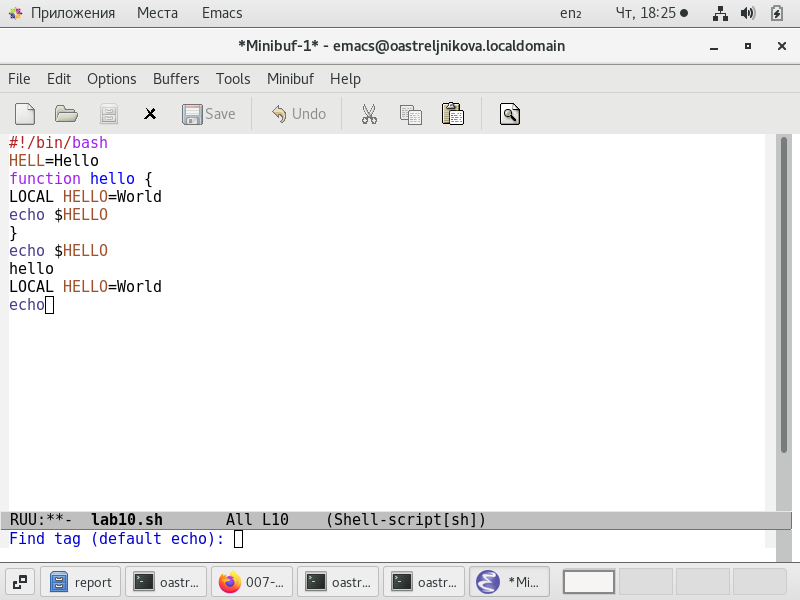 Приложения Места Emacs en₂ Чт, 18:25
*Minibuf-1* - emacs@oastreljnikova.localdomain
File Edit Options Buffers Tools Minibuf Help
Save Undo
#!/bin/bash
HELL=Hello
function hello {
LOCAL HELLO=World
echo $HELLO
}
echo $HELLO
hello
LOCAL HELLO=World
echo
RUU:**- lab10.sh All L10 (Shell-script[sh])
Find tag (default echo):
report oastr... 007-... oastr... oastr... *Mi...